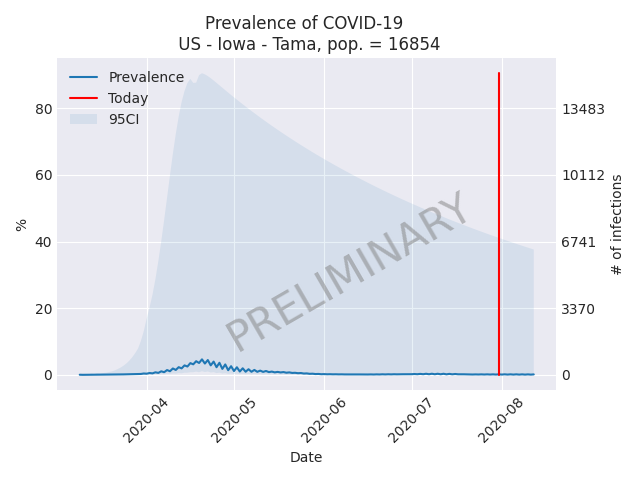 Prevalence of COVID-19
US - Iowa - Tama, pop. = 16854
Prevalence
Today
95CI
80
60
40
20
0
%
13483
10112
6741
3370
0
# of infections
PRELIMINARY
2020-04
2020-05
2020-06
2020-07
2020-08
Date